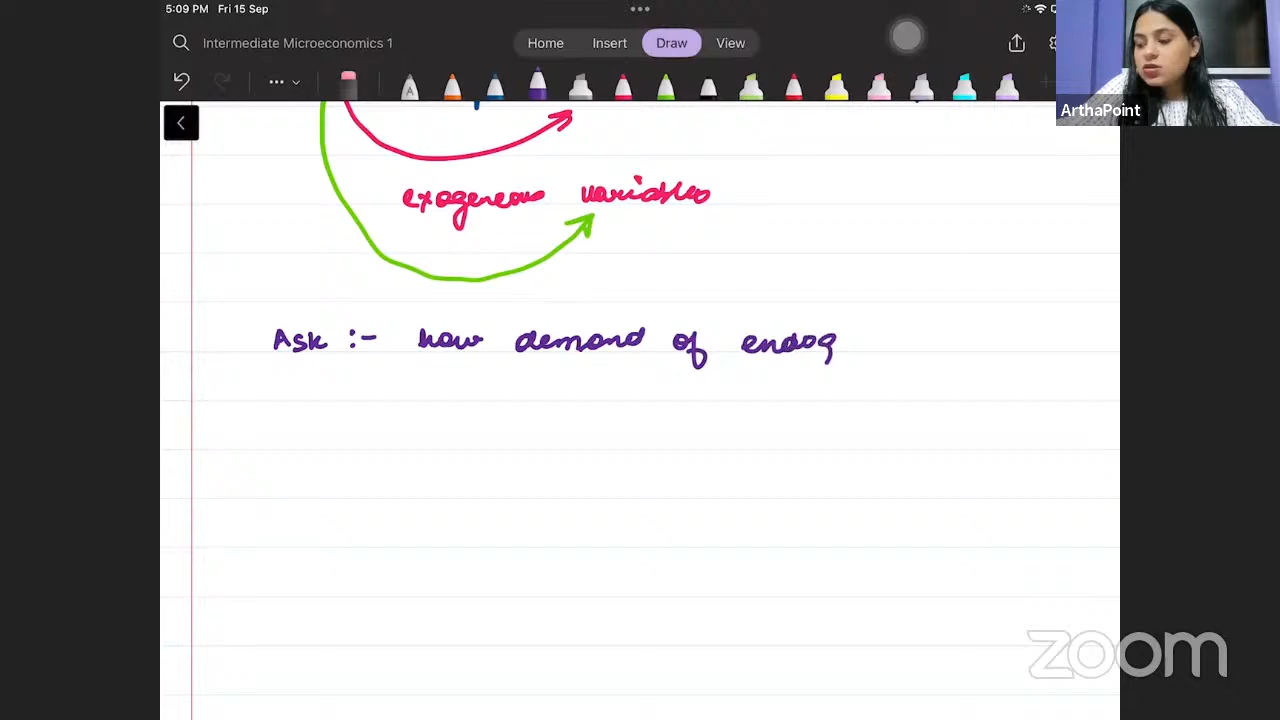 5:09 PM Fri 15 Sep
Intermediate Microeconomics 1
Home Insert Draw View
A
ArthaPoint
exogeneous variables
Ask :- how demand of endog
zoom